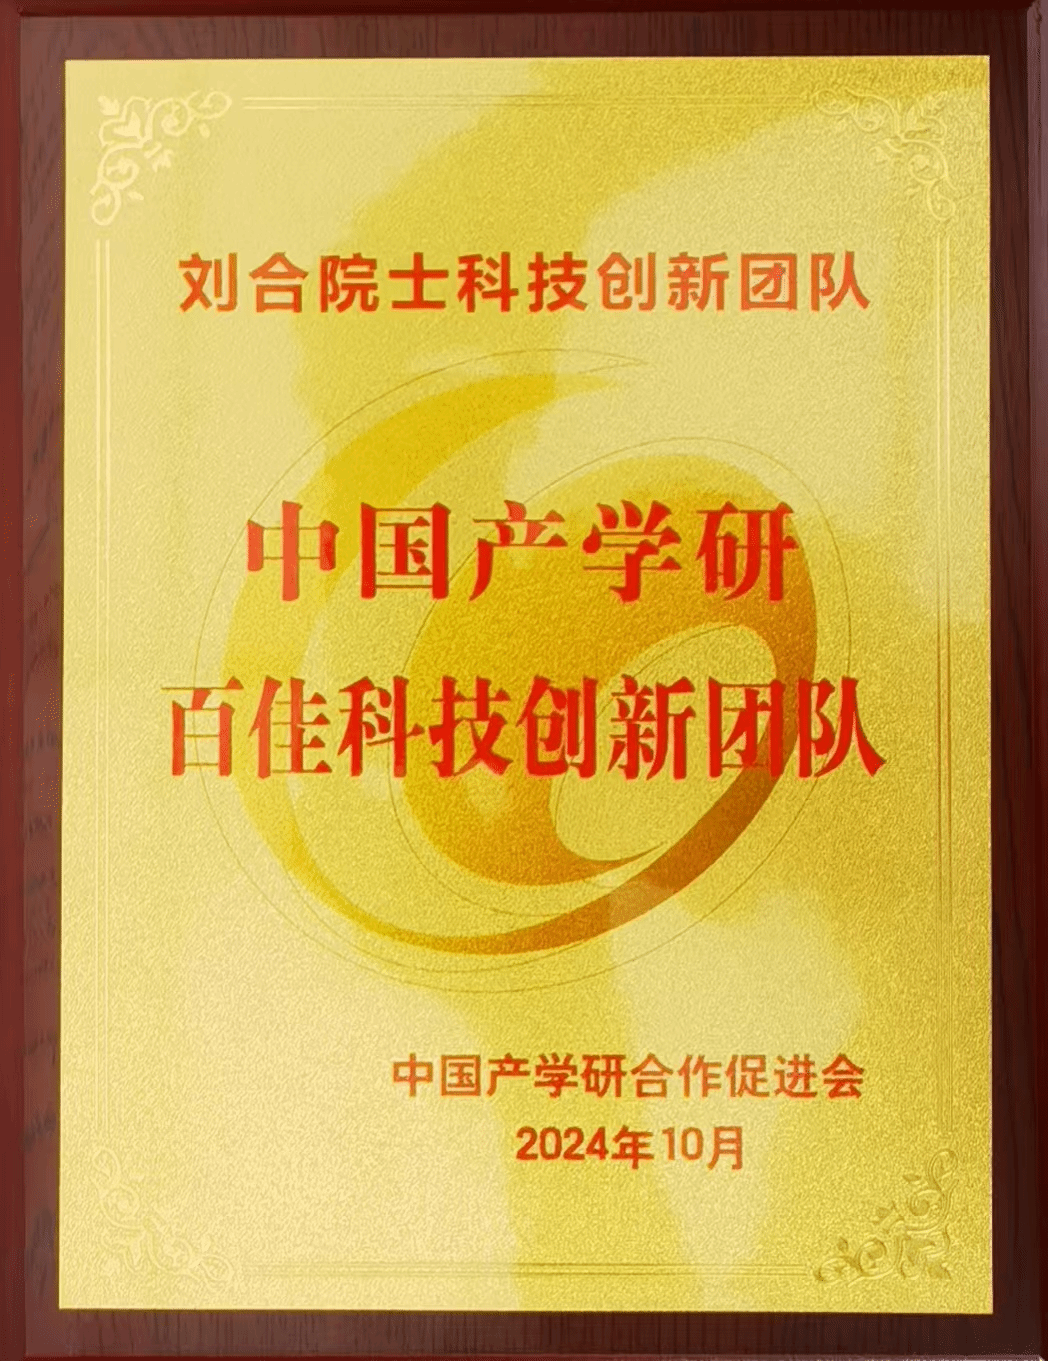 刘合院士科技创新团队
中国产学研
百佳科技创新团队
中国产学研合作促进会
2024年10月